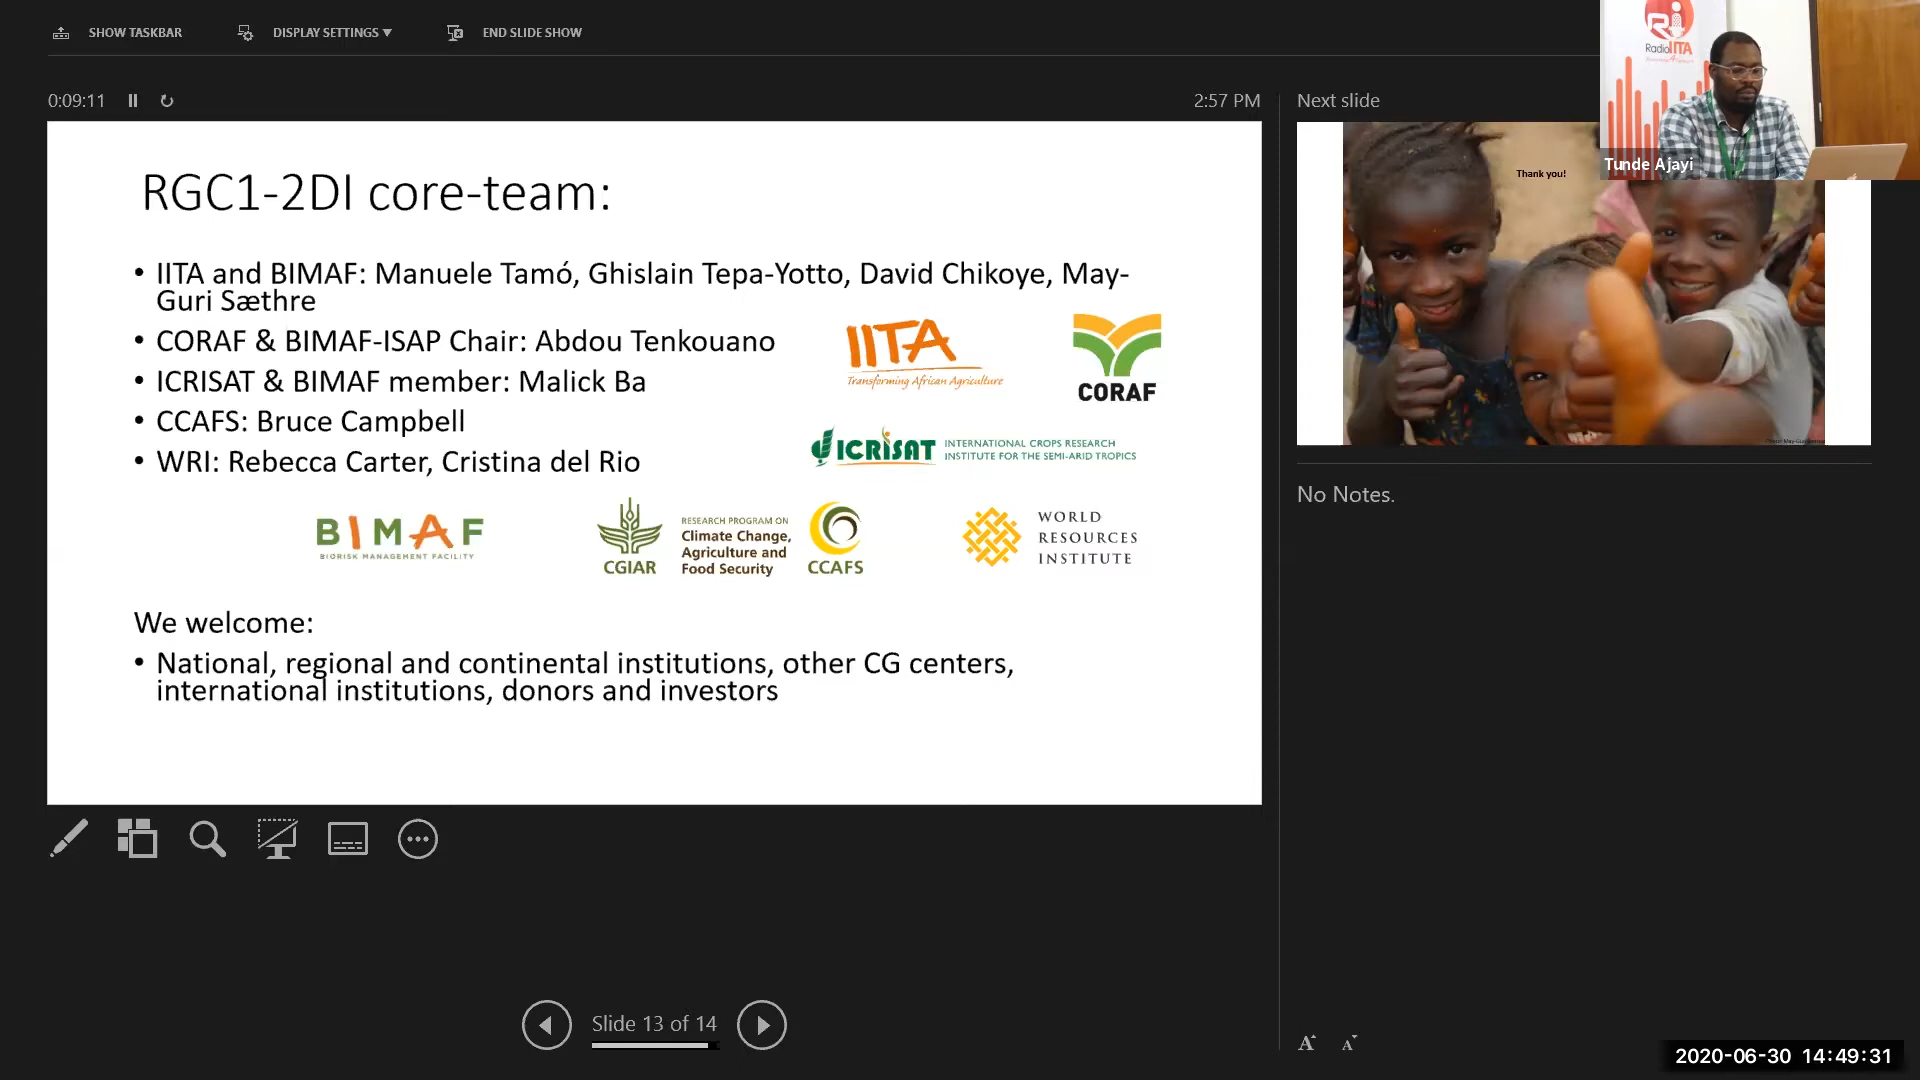 SHOW TASKBAR
DISPLAY SETTINGS
END SLIDE SHOW
0:09:11
2:57 PM
Next slide
RGC1-2DI core-team:
• IITA and BIMAF: Manuele Tamó, Ghislain Tepa-Yotto, David Chikoye, May-
Guri Sæthre
• CORAF & BIMAF-ISAP Chair: Abdou Tenkouano
• ICRISAT & BIMAF member: Malick Ba
• CCAFS: Bruce Campbell
• WRI: Rebecca Carter, Cristina del Rio
IITA
Transforming African Agriculture
CORAF
ICRISAT
INTERNATIONAL CROPS RESEARCH
INSTITUTE FOR THE SEMI-ARID TROPICS
BIMAF
BIORISK MANAGEMENT FACILITY
CGIAR
RESEARCH PROGRAM ON
Climate Change,
Agriculture and
Food Security
CCAFS
WORLD
RESOURCES
INSTITUTE
We welcome:
• National, regional and continental institutions, other CG centers,
international institutions, donors and investors
Thank you!
Ri
Radio IITA
Tunde Ajayi
No Notes.
Slide 13 of 14
A A
2020-06-30 14:49:31